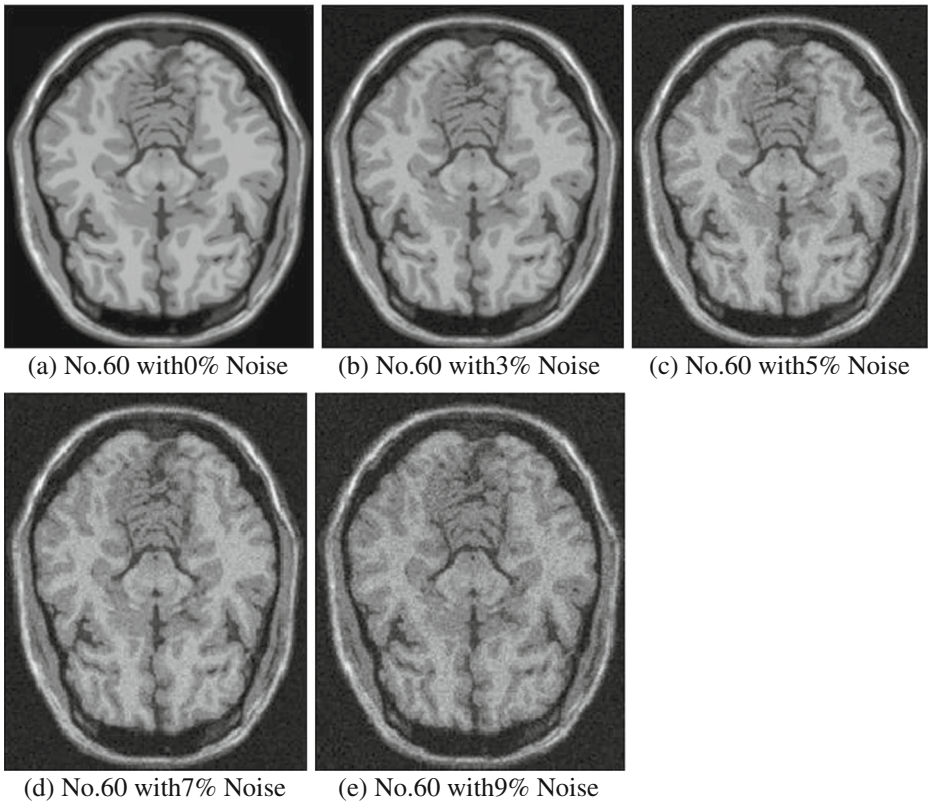 (a) No.60 with0% Noise
(b) No.60 with3% Noise
(c) No.60 with5% Noise
(d) No.60 with7% Noise
(e) No.60 with9% Noise